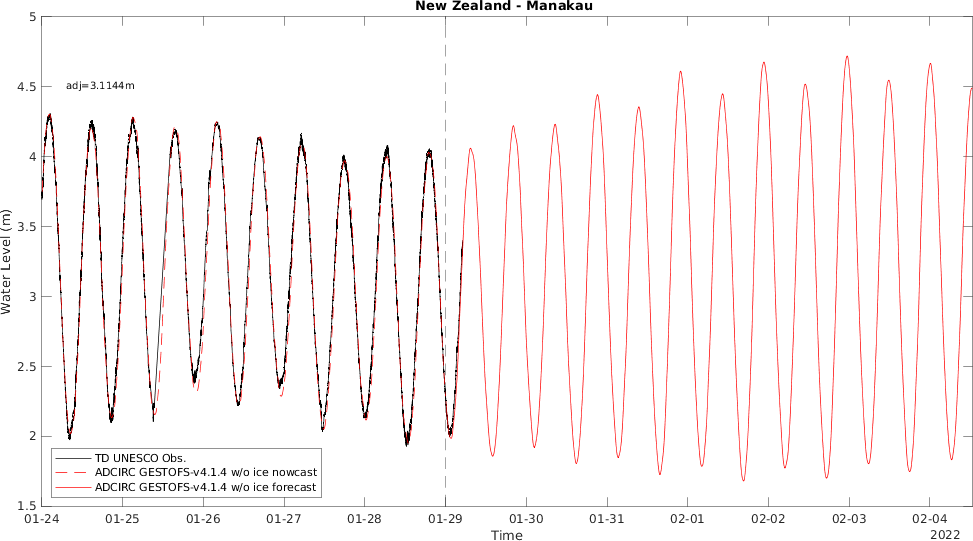 New Zealand - Manakau
5
4.5
4
3.5
3
2.5
2
1.5
Water Level (m)
adj=3.1144m
TD UNESCO Obs.
ADCIRC GESTOFS-v4.1.4 w/o ice nowcast
ADCIRC GESTOFS-v4.1.4 w/o ice forecast
01-24 01-25 01-26 01-27 01-28 01-29 01-30 01-31 02-01 02-02 02-03 02-04
Time
2022